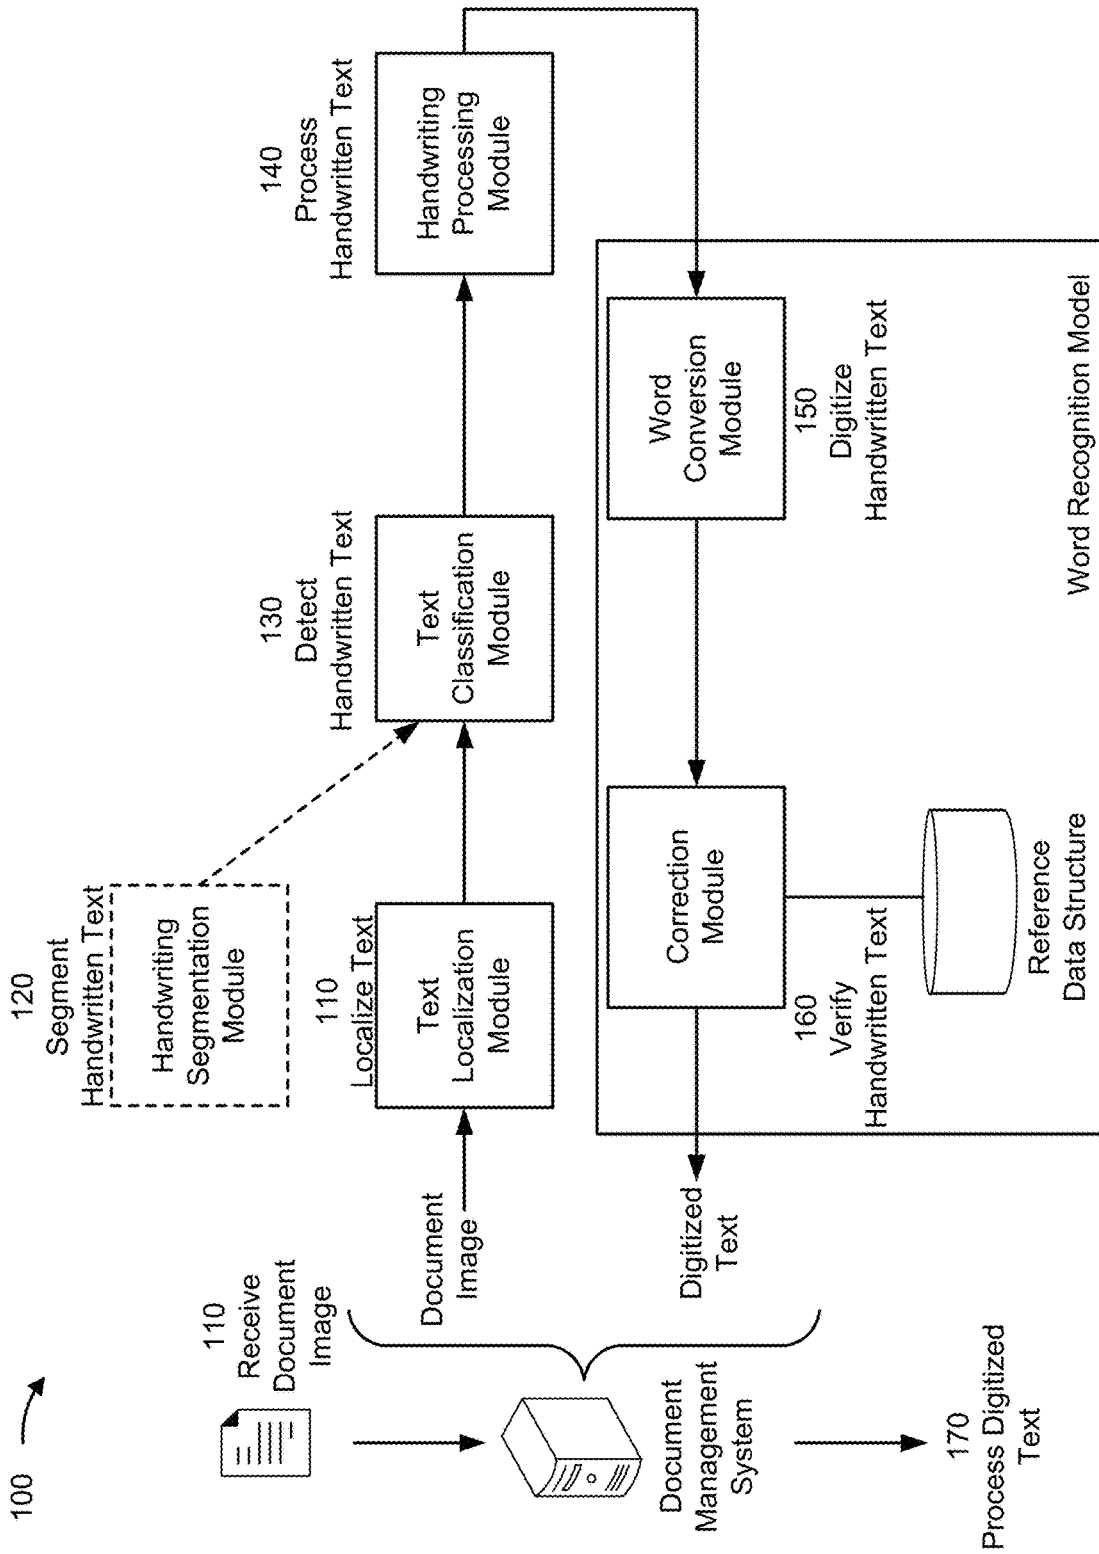 100
110
Receive
Document
Image
Document
Management
System
170
Process Digitized
Text
Document
Image
110
Localize Text
Text
Localization
Module
120
Segment
Handwritten Text
Handwriting
Segmentation
Module
130
Detect
Handwritten Text
Text
Classification
Module
140
Process
Handwritten Text
Handwriting
Processing
Module
Word
Conversion
Module
150
Digitize
Handwritten Text
Correction
Module
160
Verify
Handwritten Text
Reference
Data Structure
Word Recognition Model
Digitized
Text